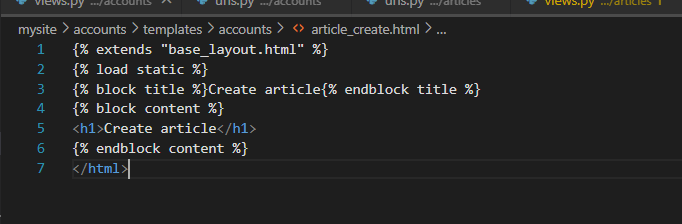 views.py .../accounts urls.py .../accounts urls.py .../articles views.py .../articles 1
mysite > accounts > templates > accounts > <> article_create.html > ...
1 {% extends "base_layout.html" %}
2 {% load static %}
3 {% block title %}Create article{% endblock title %}
4 {% block content %}
5 <h1>Create article</h1>
6 {% endblock content %}
7 </html>